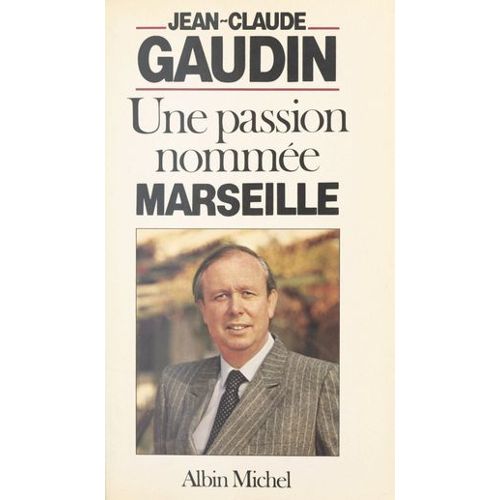 JEAN-CLAUDE
GAUDIN
Une passion
nommée
MARSEILLE
Albin Michel